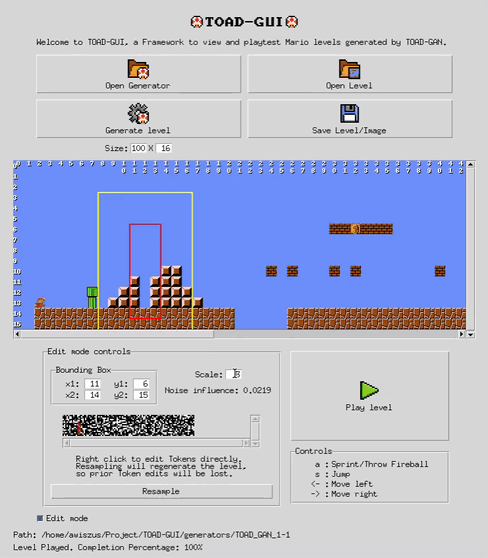 TOAD-GUI
Welcome to TOAD-GUI, a Framework to view and playtest Mario levels generated by TOAD-GAN.
Open Generator
Open Level
Generate level
Save Level/Image
Size: 100 X 16
Edit mode controls
Bounding Box
x1: 11 y1: 6
x2: 14 y2: 15
Scale:
Noise influence: 0.0219
Right click to edit Tokens directly.
Resampling will regenerate the level,
so prior Token edits will be lost.
Resample
Play level
Controls
a : Sprint/Throw Fireball
s : Jump
<- : Move left
-> : Move right
Edit mode
Path: /home/awiszus/Project/TOAD-GUI/generators/TOAD_GAN_1-1
Level Played. Completion Percentage: 100%